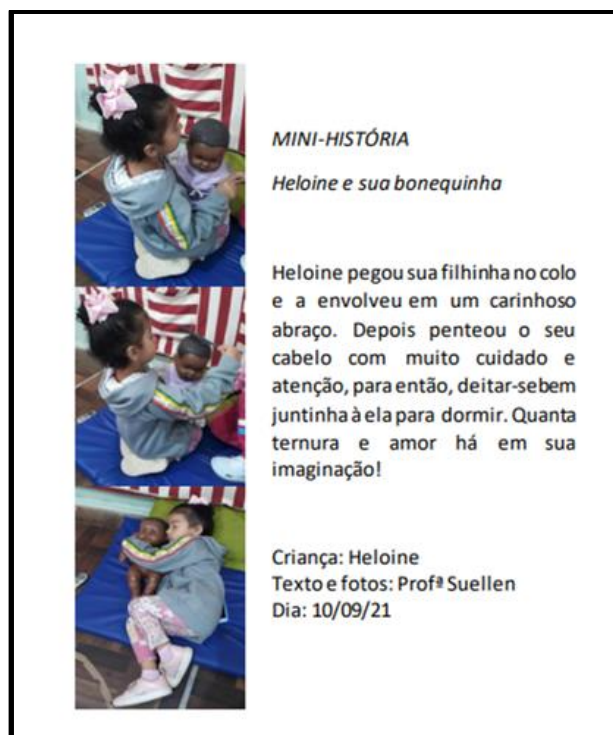 MINI-HISTÓRIA
Heloine e sua bonequinha
Heloine pegou sua filhinha no colo
e a envolveu em um carinhoso
abraço. Depois penteou o seu
cabelo com muito cuidado e
atenção, para então, deitar-sebem
juntinha à ela para dormir. Quanta
ternura e amor há em sua
imaginação!
Criança: Heloine
Texto e fotos: Profª Suellen
Dia: 10/09/21